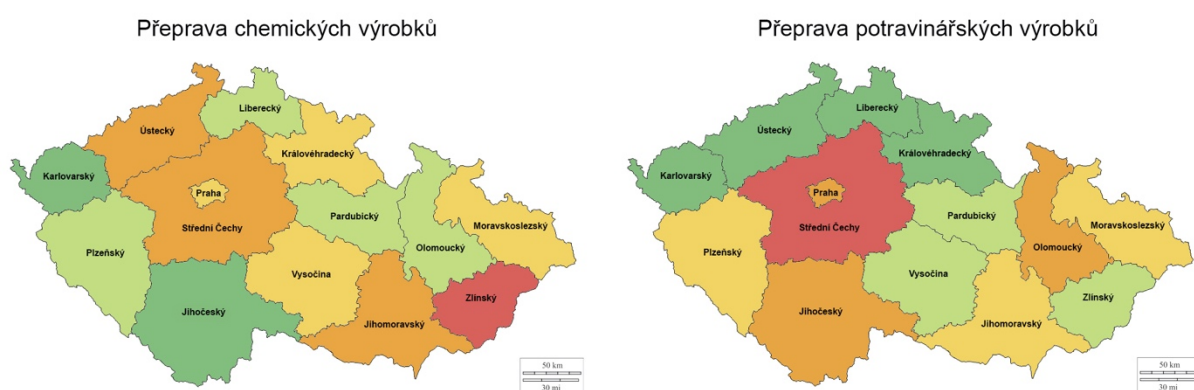 Přeprava chemických výrobků
Liberecký
Ústecký
Královéhradecký
Karlovarský
Praha
Pardubický
Střední Čechy
Moravskoslezský
Olomoucký
Plzeňský
Vysočina
Zlínský
Jihočeský
Jihomoravský
50 km
30 mi
Přeprava potravinářských výrobků
Liberecký
Ústecký
Královéhradecký
Karlovarský
Praha
Pardubický
Střední Čechy
Moravskoslezský
Olomoucký
Plzeňský
Vysočina
Zlínský
Jihočeský
Jihomoravský
50 km
30 mi